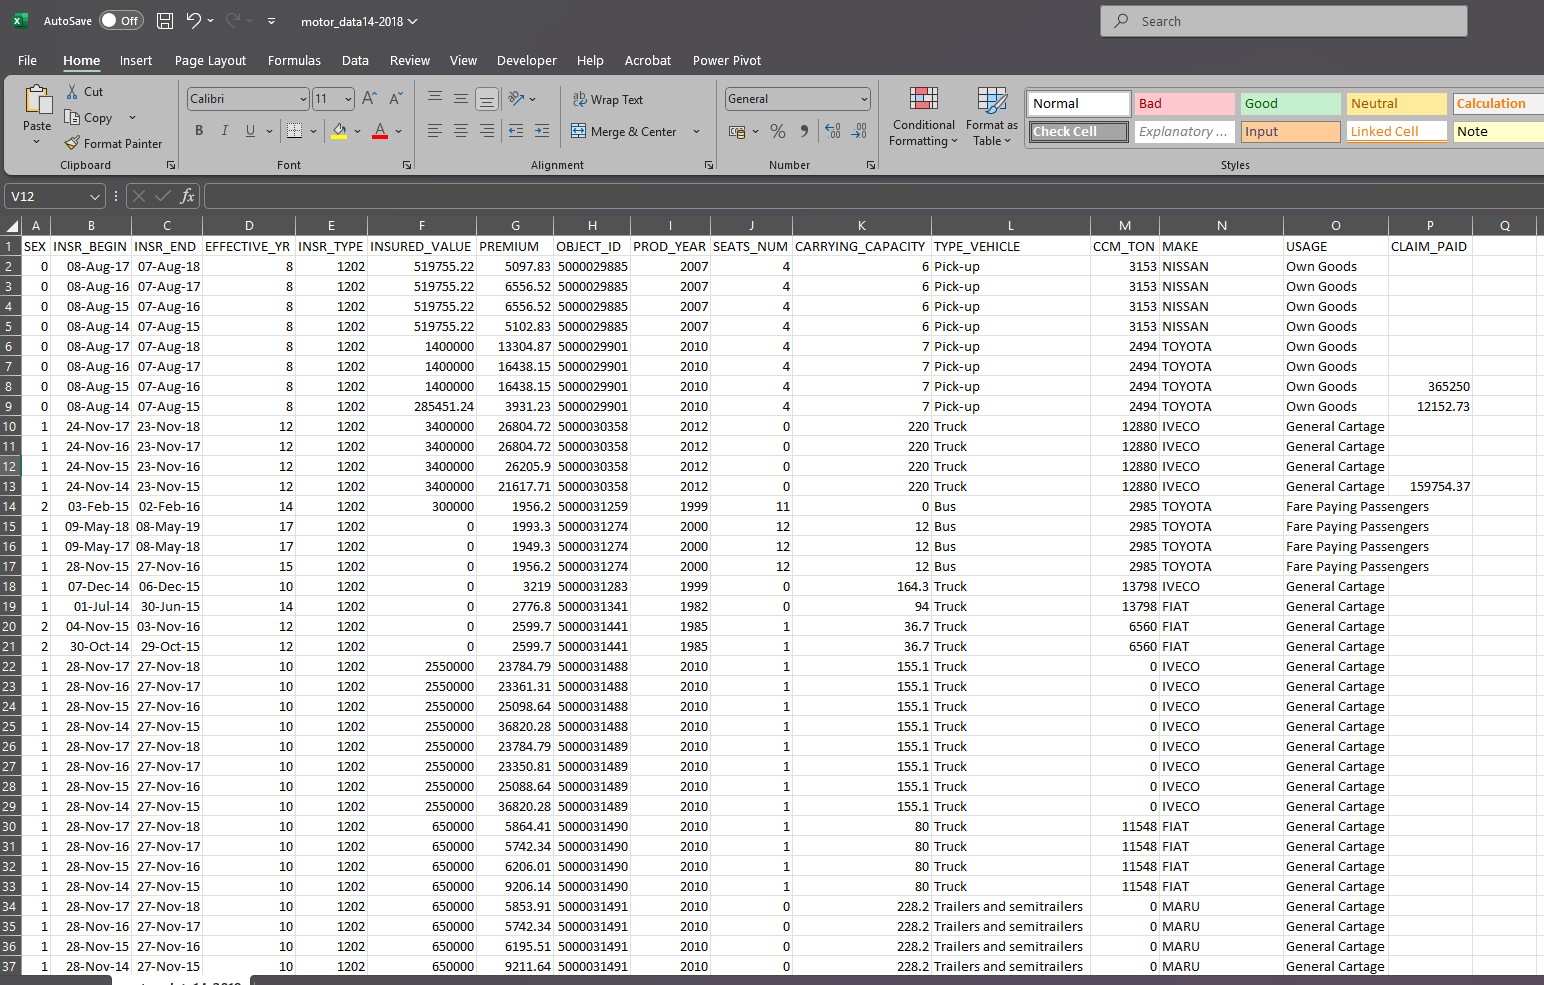 AutoSave Off motor_data14-2018 Search
File Home Insert Page Layout Formulas Data Review View Developer Help Acrobat Power Pivot
Paste
Cut
Copy
Format Painter
Clipboard
Calibri 11
B I U
Font
Wrap Text
Merge & Center
Alignment
General
Number
Conditional Formatting
Format as Table
Normal Bad Good Neutral Calculation
Check Cell Explanatory ... Input Linked Cell Note
Styles
V12 fx
A B C D E F G H I J K L M N O P Q
1 SEX INSR_BEGIN INSR_END EFFECTIVE_YR INSR_TYPE INSURED_VALUE PREMIUM OBJECT_ID PROD_YEAR SEATS_NUM CARRYING_CAPACITY TYPE_VEHICLE CCM_TON MAKE USAGE CLAIM_PAID
2 0 08-Aug-17 07-Aug-18 8 1202 519755.22 5097.83 5000029885 2007 4 6 Pick-up 3153 NISSAN Own Goods
3 0 08-Aug-16 07-Aug-17 8 1202 519755.22 6556.52 5000029885 2007 4 6 Pick-up 3153 NISSAN Own Goods
4 0 08-Aug-15 07-Aug-16 8 1202 519755.22 6556.52 5000029885 2007 4 6 Pick-up 3153 NISSAN Own Goods
5 0 08-Aug-14 07-Aug-15 8 1202 519755.22 5102.83 5000029885 2007 4 6 Pick-up 3153 NISSAN Own Goods
6 0 08-Aug-17 07-Aug-18 8 1202 1400000 13304.87 5000029901 2010 4 7 Pick-up 2494 TOYOTA Own Goods
7 0 08-Aug-16 07-Aug-17 8 1202 1400000 16438.15 5000029901 2010 4 7 Pick-up 2494 TOYOTA Own Goods
8 0 08-Aug-15 07-Aug-16 8 1202 1400000 16438.15 5000029901 2010 4 7 Pick-up 2494 TOYOTA Own Goods 365250
9 0 08-Aug-14 07-Aug-15 8 1202 285451.24 3931.23 5000029901 2010 4 7 Pick-up 2494 TOYOTA Own Goods 12152.73
10 1 24-Nov-17 23-Nov-18 12 1202 3400000 26804.72 5000030358 2012 0 220 Truck 12880 IVECO General Cartage
11 1 24-Nov-16 23-Nov-17 12 1202 3400000 26804.72 5000030358 2012 0 220 Truck 12880 IVECO General Cartage
12 1 24-Nov-15 23-Nov-16 12 1202 3400000 26205.9 5000030358 2012 0 220 Truck 12880 IVECO General Cartage
13 1 24-Nov-14 23-Nov-15 12 1202 3400000 21617.71 5000030358 2012 0 220 Truck 12880 IVECO General Cartage 159754.37
14 2 03-Feb-15 02-Feb-16 14 1202 300000 1956.2 5000031259 1999 11 0 Bus 2985 TOYOTA Fare Paying Passengers
15 1 09-May-18 08-May-19 17 1202 0 1993.3 5000031274 2000 12 12 Bus 2985 TOYOTA Fare Paying Passengers
16 1 09-May-17 08-May-18 17 1202 0 1949.3 5000031274 2000 12 12 Bus 2985 TOYOTA Fare Paying Passengers
17 1 28-Nov-15 27-Nov-16 15 1202 0 1956.2 5000031274 2000 12 12 Bus 2985 TOYOTA Fare Paying Passengers
18 1 07-Dec-14 06-Dec-15 10 1202 0 3219 5000031283 1999 0 164.3 Truck 13798 IVECO General Cartage
19 1 01-Jul-14 30-Jun-15 14 1202 0 2776.8 5000031341 1982 0 94 Truck 13798 FIAT General Cartage
20 2 04-Nov-15 03-Nov-16 12 1202 0 2599.7 5000031441 1985 1 36.7 Truck 6560 FIAT General Cartage
21 2 30-Oct-14 29-Oct-15 12 1202 0 2599.7 5000031441 1985 1 36.7 Truck 6560 FIAT General Cartage
22 1 28-Nov-17 27-Nov-18 10 1202 2550000 23784.79 5000031488 2010 1 155.1 Truck 0 IVECO General Cartage
23 1 28-Nov-16 27-Nov-17 10 1202 2550000 23361.31 5000031488 2010 1 155.1 Truck 0 IVECO General Cartage
24 1 28-Nov-15 27-Nov-16 10 1202 2550000 25098.64 5000031488 2010 1 155.1 Truck 0 IVECO General Cartage
25 1 28-Nov-14 27-Nov-15 10 1202 2550000 36820.28 5000031488 2010 1 155.1 Truck 0 IVECO General Cartage
26 1 28-Nov-17 27-Nov-18 10 1202 2550000 23784.79 5000031489 2010 1 155.1 Truck 0 IVECO General Cartage
27 1 28-Nov-16 27-Nov-17 10 1202 2550000 23350.81 5000031489 2010 1 155.1 Truck 0 IVECO General Cartage
28 1 28-Nov-15 27-Nov-16 10 1202 2550000 25088.64 5000031489 2010 1 155.1 Truck 0 IVECO General Cartage
29 1 28-Nov-14 27-Nov-15 10 1202 2550000 36820.28 5000031489 2010 1 155.1 Truck 0 IVECO General Cartage
30 1 28-Nov-17 27-Nov-18 10 1202 650000 5864.41 5000031490 2010 1 80 Truck 11548 FIAT General Cartage
31 1 28-Nov-16 27-Nov-17 10 1202 650000 5742.34 5000031490 2010 1 80 Truck 11548 FIAT General Cartage
32 1 28-Nov-15 27-Nov-16 10 1202 650000 6206.01 5000031490 2010 1 80 Truck 11548 FIAT General Cartage
33 1 28-Nov-14 27-Nov-15 10 1202 650000 9206.14 5000031490 2010 1 80 Truck 11548 FIAT General Cartage
34 1 28-Nov-17 27-Nov-18 10 1202 650000 5853.91 5000031491 2010 0 228.2 Trailers and semitrailers 0 MARU General Cartage
35 1 28-Nov-16 27-Nov-17 10 1202 650000 5742.34 5000031491 2010 0 228.2 Trailers and semitrailers 0 MARU General Cartage
36 1 28-Nov-15 27-Nov-16 10 1202 650000 6195.51 5000031491 2010 0 228.2 Trailers and semitrailers 0 MARU General Cartage
37 1 28-Nov-14 27-Nov-15 10 1202 650000 9211.64 5000031491 2010 0 228.2 Trailers and semitrailers 0 MARU General Cartage